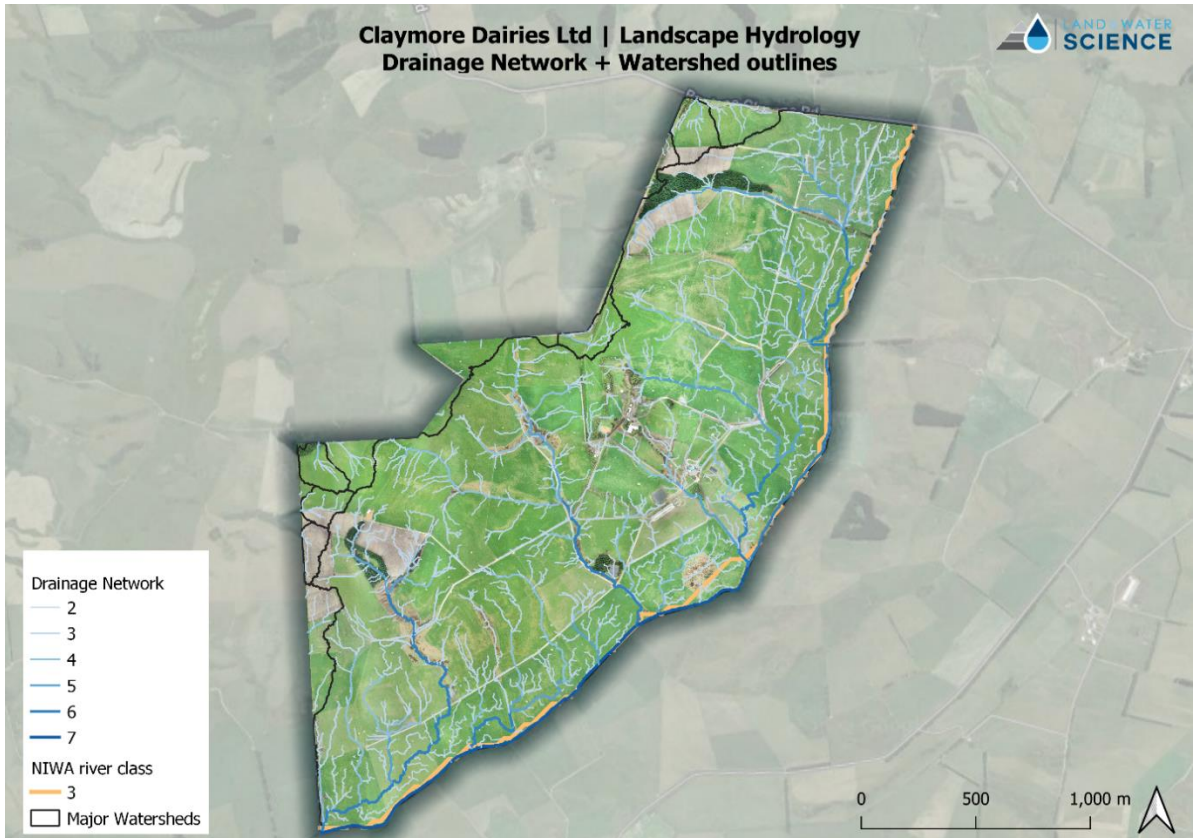 Claymore Dairies Ltd | Landscape Hydrology
Drainage Network + Watershed outlines
LAND & WATER
SCIENCE
Drainage Network
2
3
4
5
6
7
NIWA river class
3
Major Watersheds
0 500 1,000 m